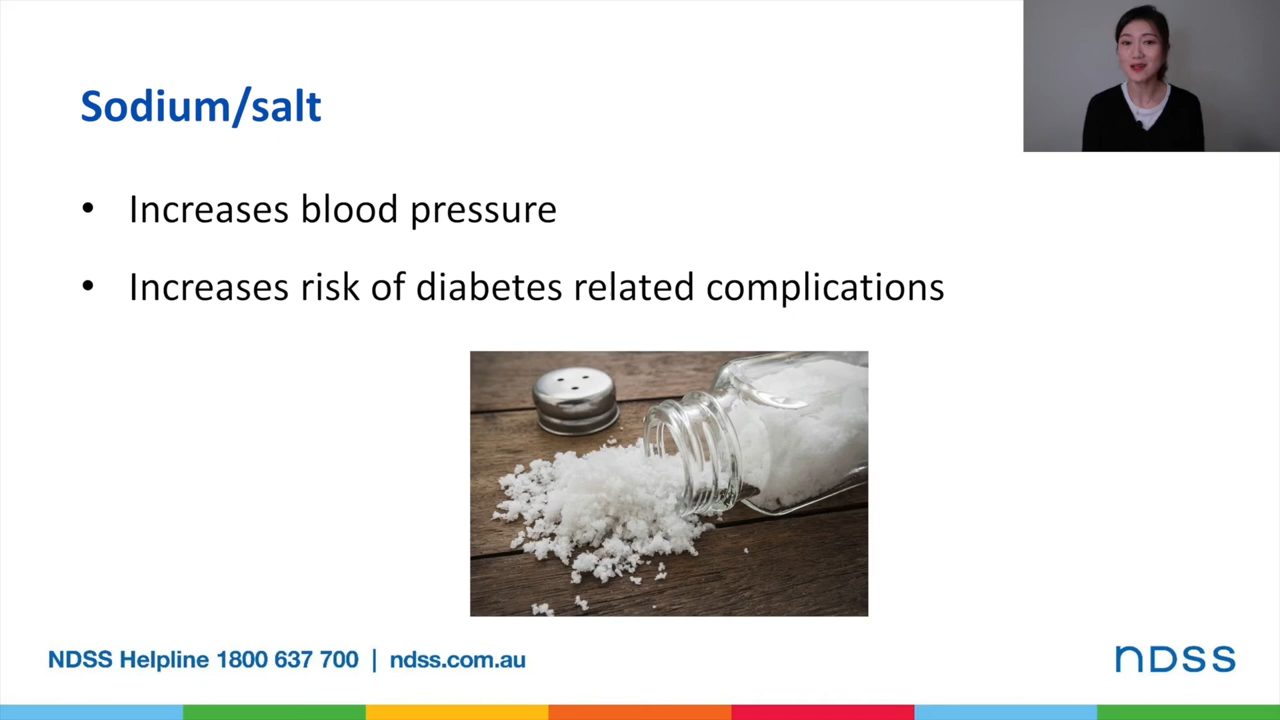 Sodium/salt
• Increases blood pressure
• Increases risk of diabetes related complications
NDSS Helpline 1800 637 700 | ndss.com.au
NDSS